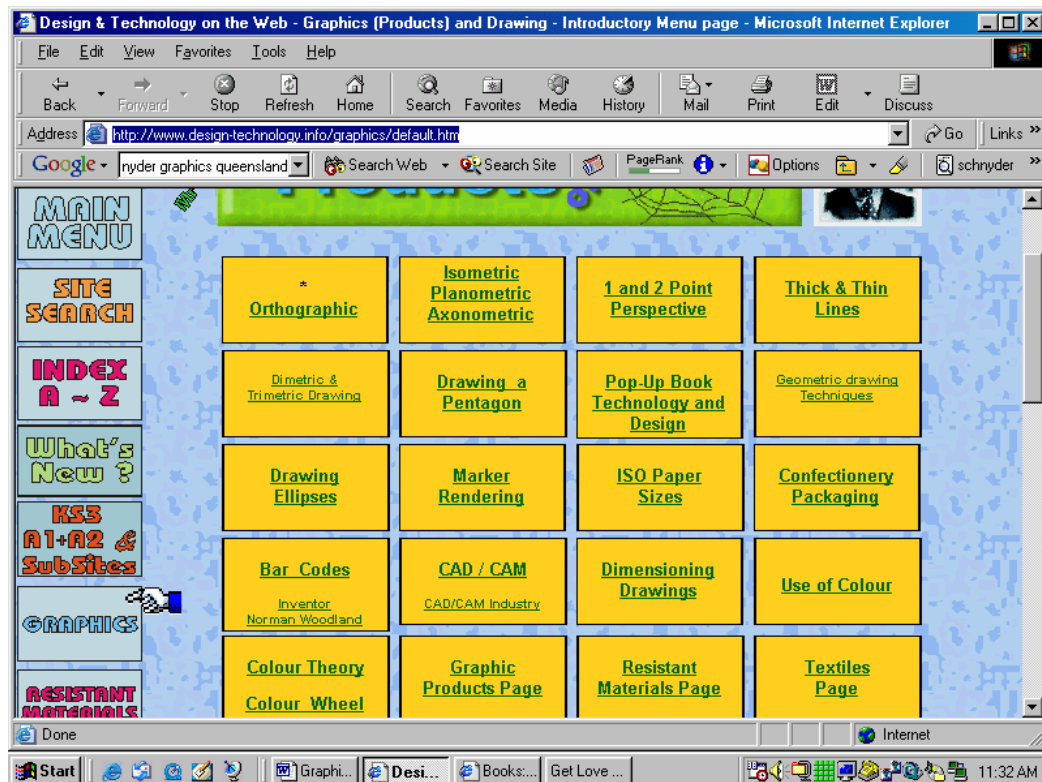 Design & Technology on the Web - Graphics (Products) and Drawing - Introductory Menu page - Microsoft Internet Explorer
File Edit View Favorites Tools Help
Back Forward Stop Refresh Home Search Favorites Media History Mail Print Edit Discuss
Address http://www.design-technology.info/graphics/default.htm Go Links »
Google nyder graphics queensland Search Web Search Site PageRank Options schnyder »
Products
MAIN
MENU
SITE
SEARCH
INDEX
A ~ Z
What's
New ?
KS3
A1+A2 &
SubSites
GRAPHICS
RESISTANT
MATERIALS
*
Orthographic
Isometric
Planometric
Axonometric
1 and 2 Point
Perspective
Thick & Thin
Lines
Dimetric &
Trimetric Drawing
Drawing a
Pentagon
Pop-Up Book
Technology and
Design
Geometric drawing
Techniques
Drawing
Ellipses
Marker
Rendering
ISO Paper
Sizes
Confectionery
Packaging
Bar Codes
Inventor
Norman Woodland
CAD / CAM
CAD/CAM Industry
Dimensioning
Drawings
Use of Colour
Colour Theory
Colour Wheel
Graphic
Products Page
Resistant
Materials Page
Textiles
Page
Done Internet
Start Graphi... Desi... Books:... Get Love ... 11:32 AM